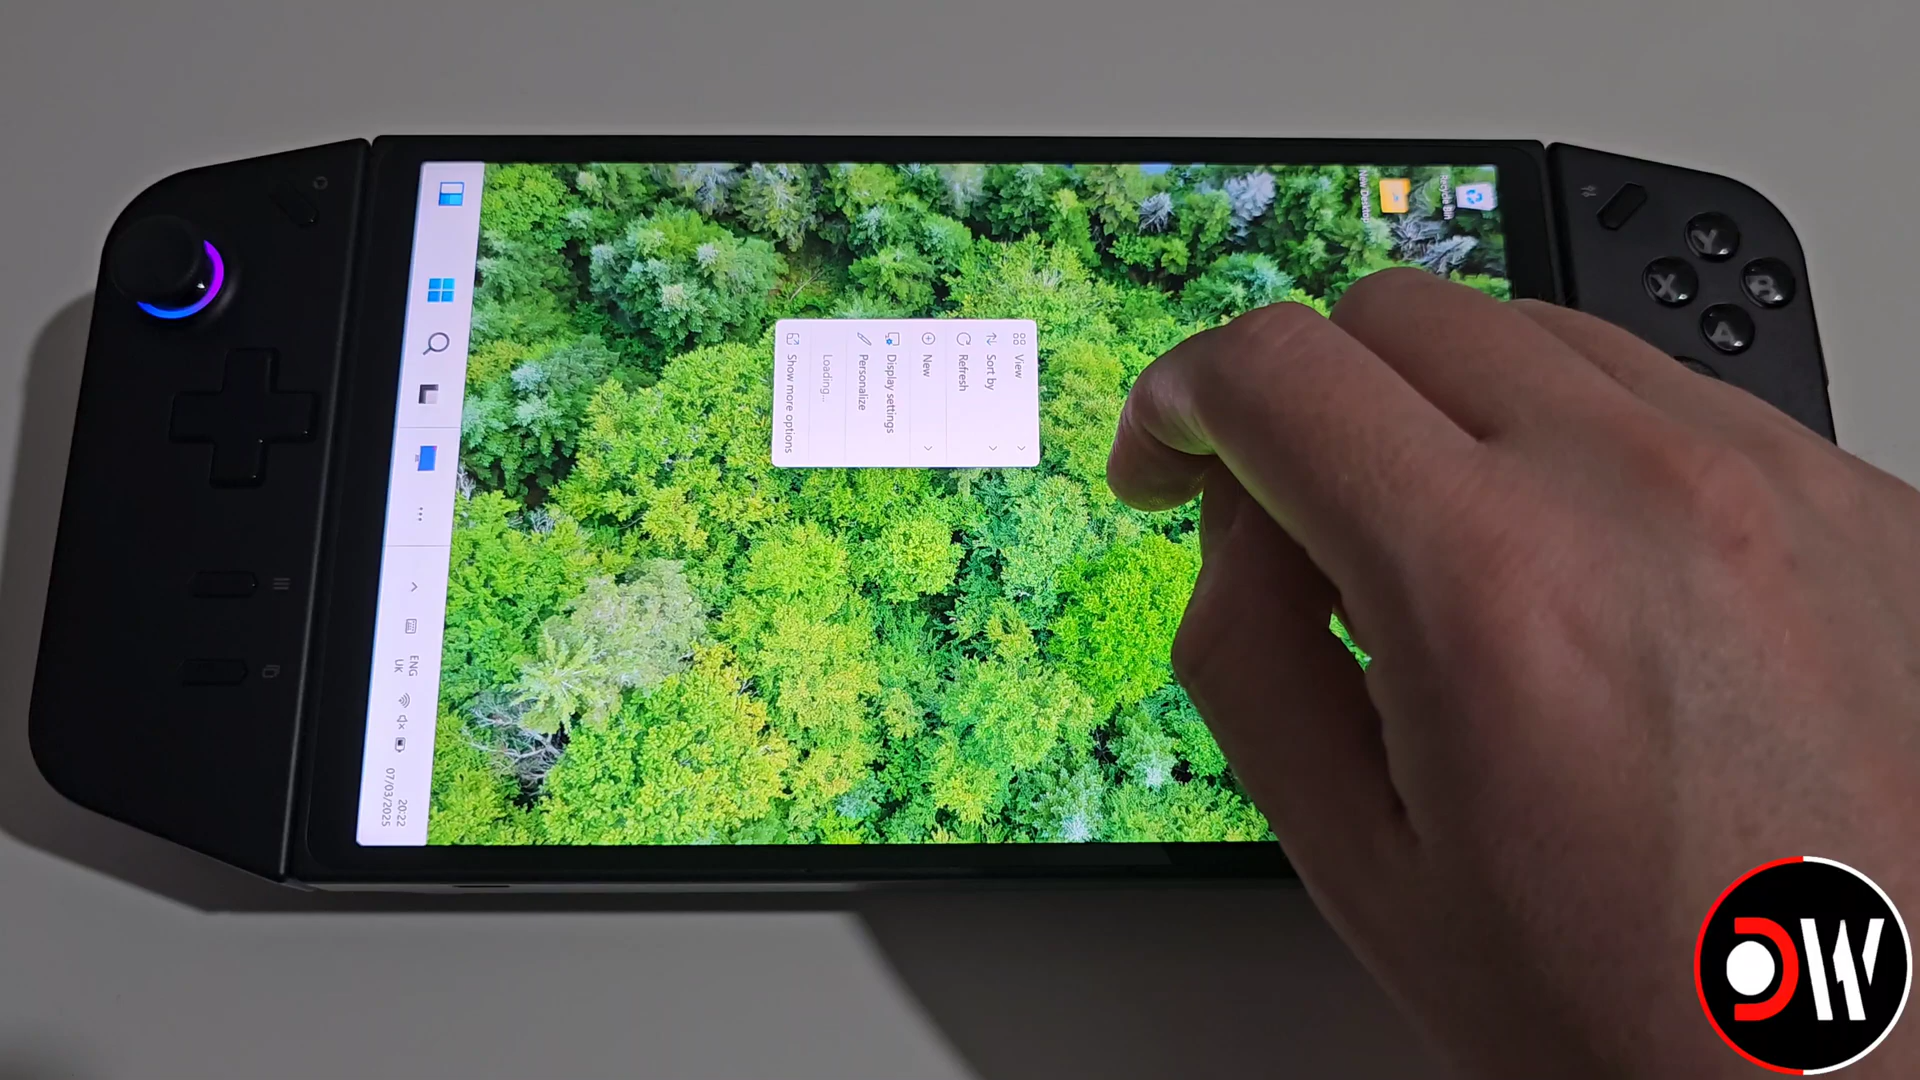 Recycle Bin
New Desktop
View
Sort by
Refresh
New
Display settings
Personalize
Loading...
Show more options
ENG
UK
20:22
07/03/2025
Y
X
B
A
DW